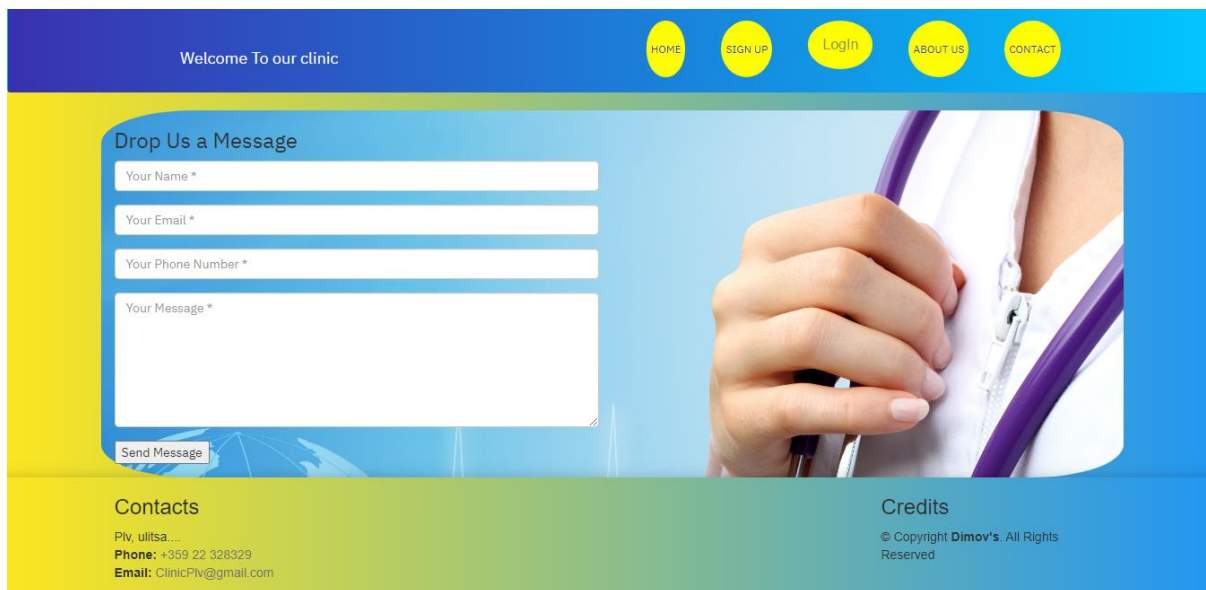 Welcome To our clinic
HOME
SIGN UP
LogIn
ABOUT US
CONTACT
Drop Us a Message
Your Name *
Your Email *
Your Phone Number *
Your Message *
Send Message
Contacts
Plv, ulitsa....
Phone: +359 22 328329
Email: ClinicPlv@gmail.com
Credits
© Copyright Dimov's. All Rights
Reserved